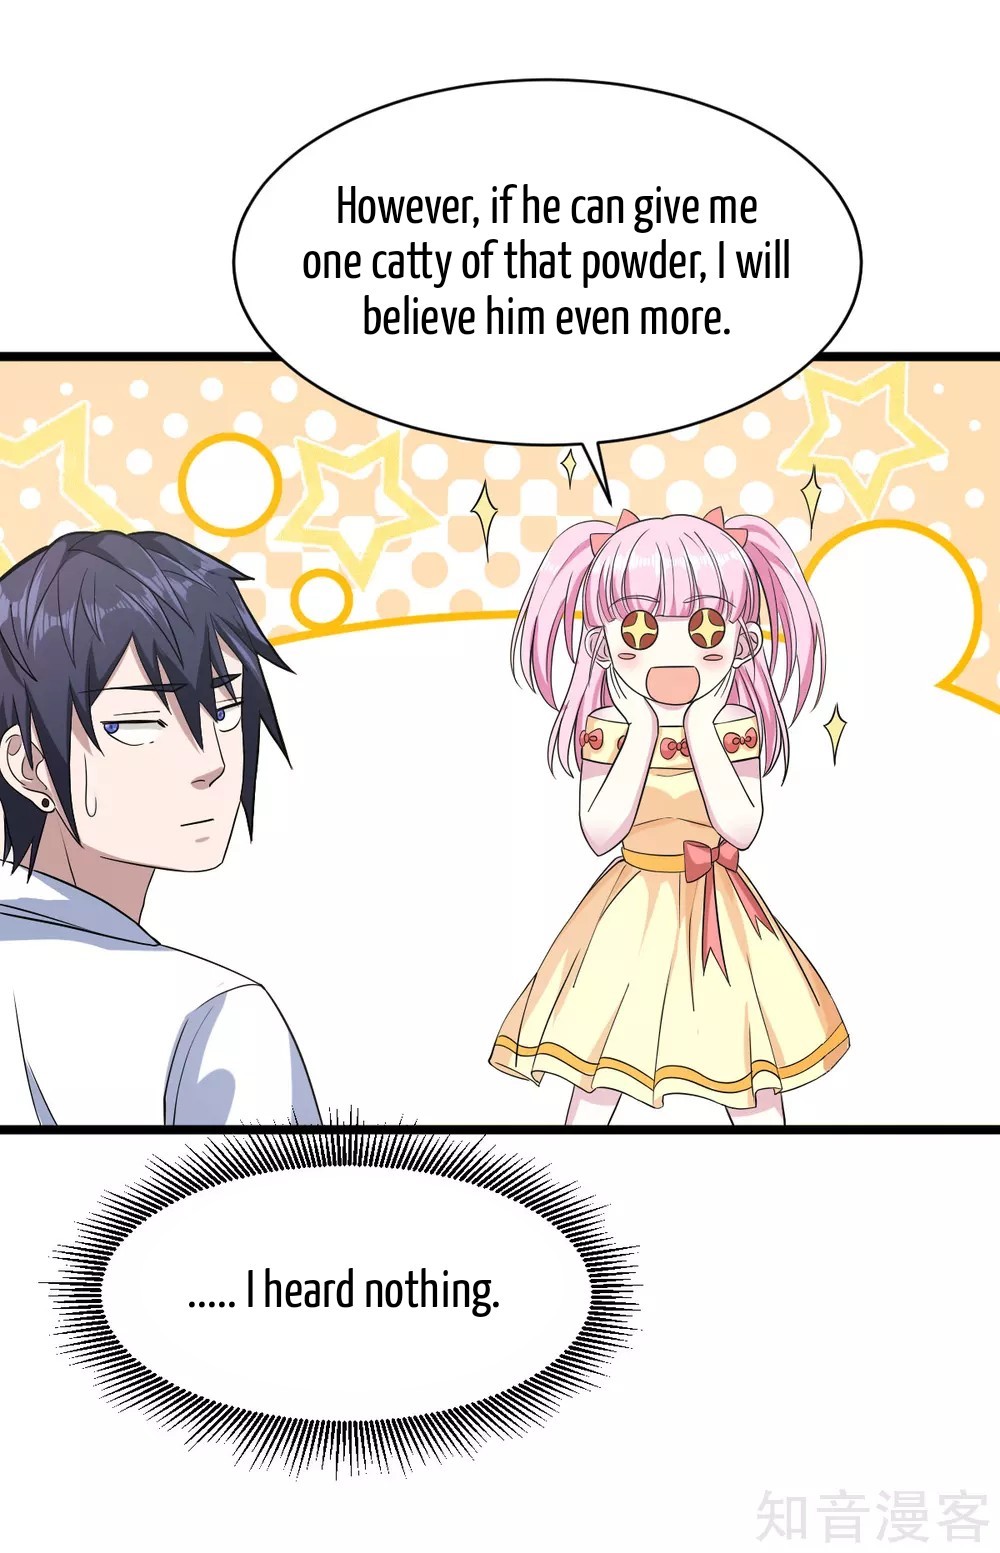 However, if he can give me
one catty of that powder, I will
believe him even more.
..... I heard nothing.
知音漫客